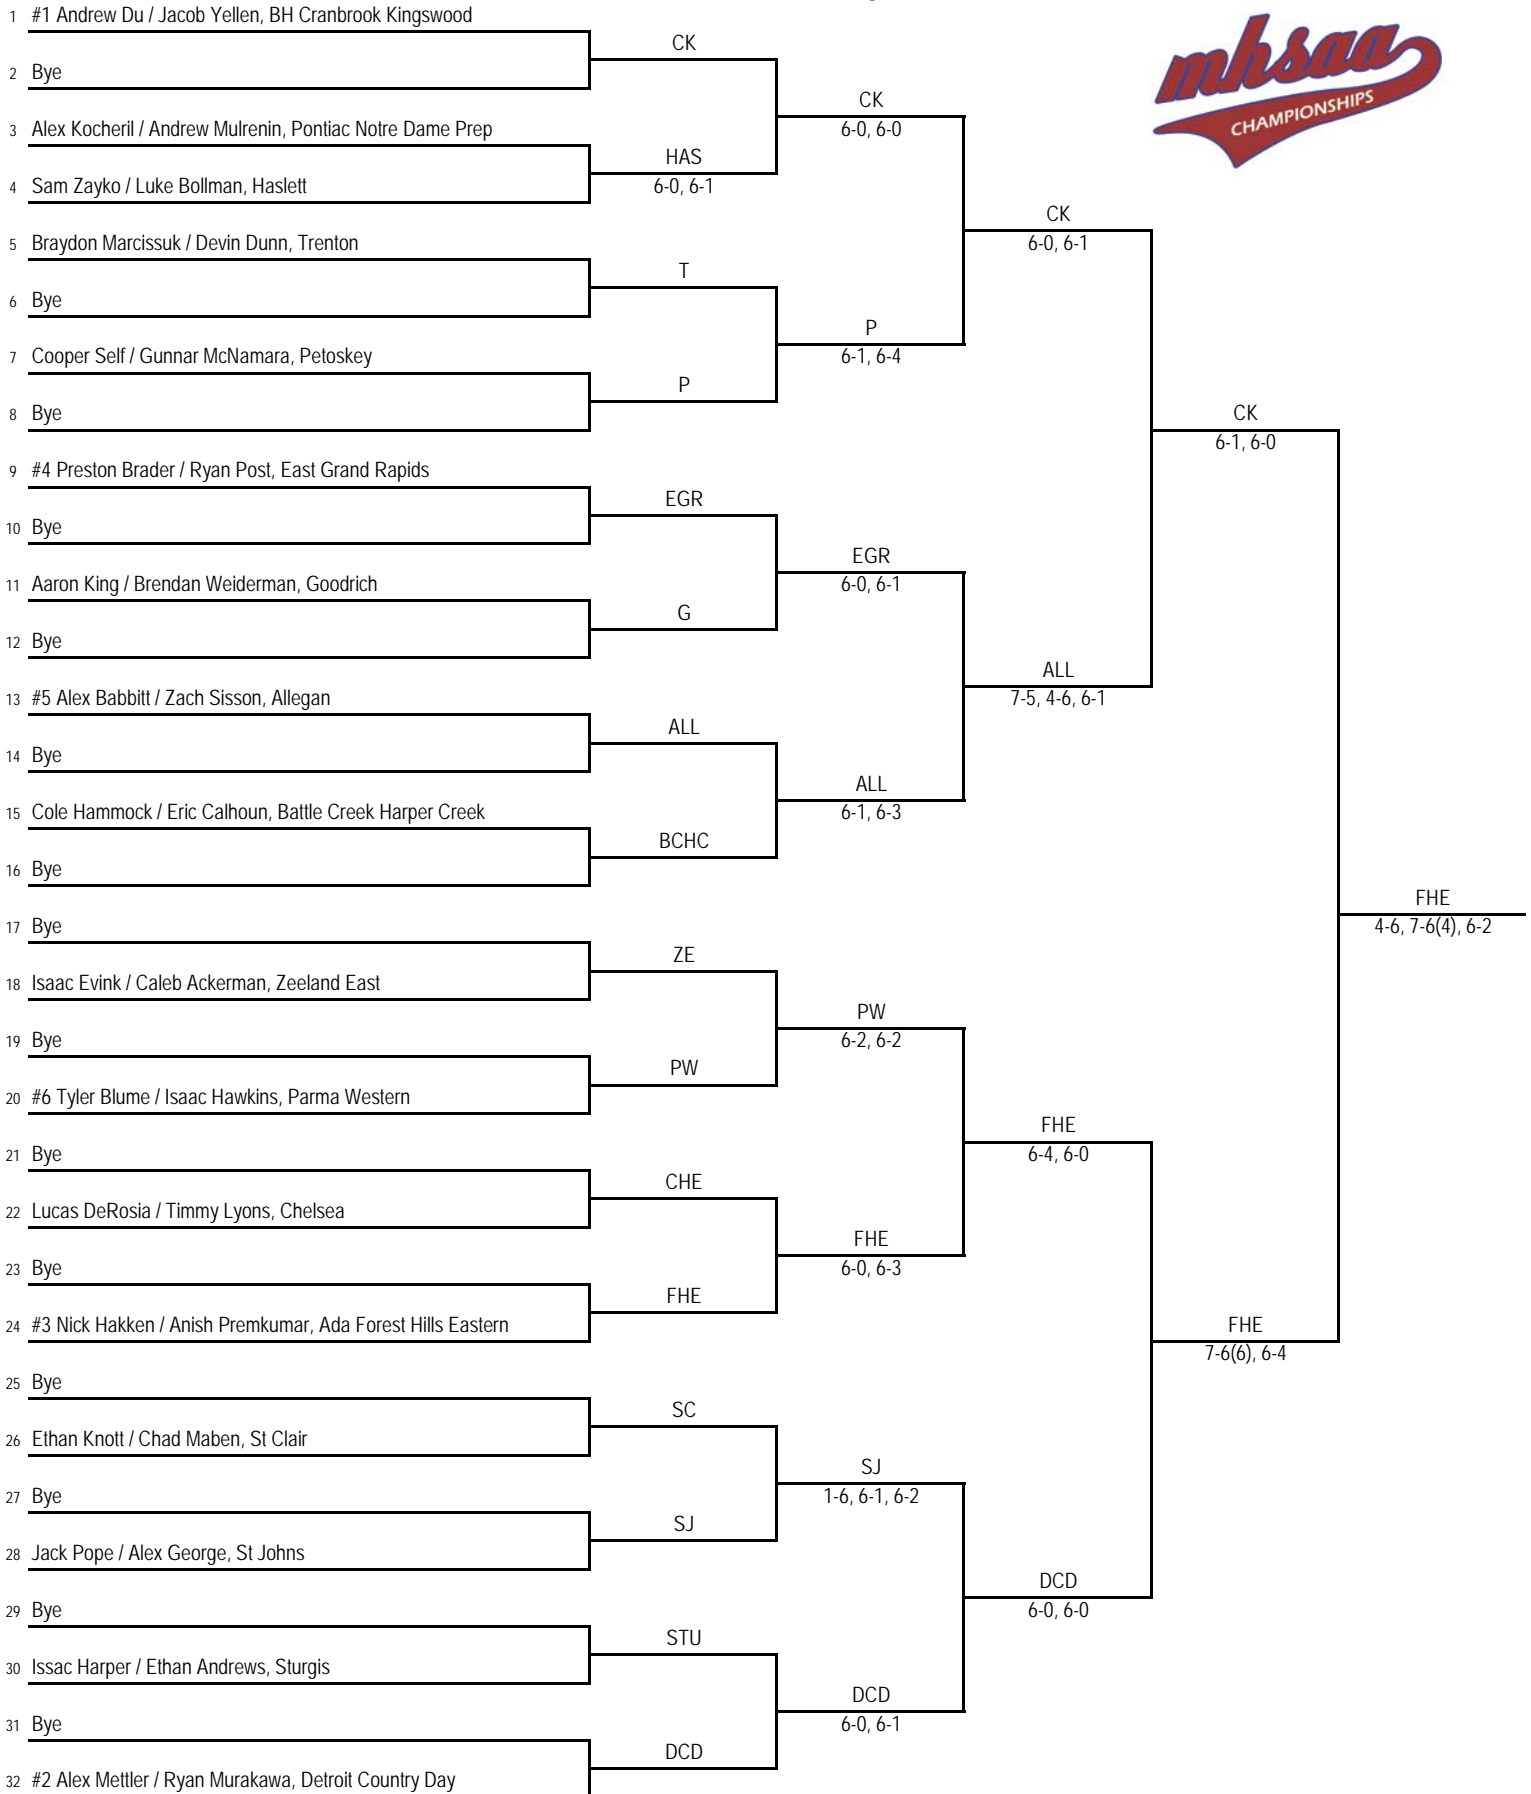 1 #1 Andrew Du / Jacob Yellen, BH Cranbrook Kingswood
CK
2 Bye
CK
6-0, 6-0
3 Alex Kocheril / Andrew Mulrenin, Pontiac Notre Dame Prep
HAS
6-0, 6-1
4 Sam Zayko / Luke Bollman, Haslett
mhsaa
CHAMPIONSHIPS
CK
6-0, 6-1
5 Braydon Marcissuk / Devin Dunn, Trenton
T
6 Bye
P
6-1, 6-4
7 Cooper Self / Gunnar McNamara, Petoskey
P
8 Bye
CK
6-1, 6-0
9 #4 Preston Brader / Ryan Post, East Grand Rapids
EGR
10 Bye
EGR
6-0, 6-1
11 Aaron King / Brendan Weiderman, Goodrich
G
12 Bye
ALL
7-5, 4-6, 6-1
13 #5 Alex Babbitt / Zach Sisson, Allegan
ALL
14 Bye
ALL
6-1, 6-3
15 Cole Hammock / Eric Calhoun, Battle Creek Harper Creek
BCHC
16 Bye
FHE
4-6, 7-6(4), 6-2
17 Bye
ZE
18 Isaac Evink / Caleb Ackerman, Zeeland East
PW
6-2, 6-2
19 Bye
PW
20 #6 Tyler Blume / Isaac Hawkins, Parma Western
FHE
6-4, 6-0
21 Bye
CHE
22 Lucas DeRosia / Timmy Lyons, Chelsea
FHE
6-0, 6-3
23 Bye
FHE
24 #3 Nick Hakken / Anish Premkumar, Ada Forest Hills Eastern
FHE
7-6(6), 6-4
25 Bye
SC
26 Ethan Knott / Chad Maben, St Clair
SJ
1-6, 6-1, 6-2
27 Bye
SJ
28 Jack Pope / Alex George, St Johns
DCD
6-0, 6-0
29 Bye
STU
30 Issac Harper / Ethan Andrews, Sturgis
DCD
6-0, 6-1
31 Bye
DCD
32 #2 Alex Mettler / Ryan Murakawa, Detroit Country Day